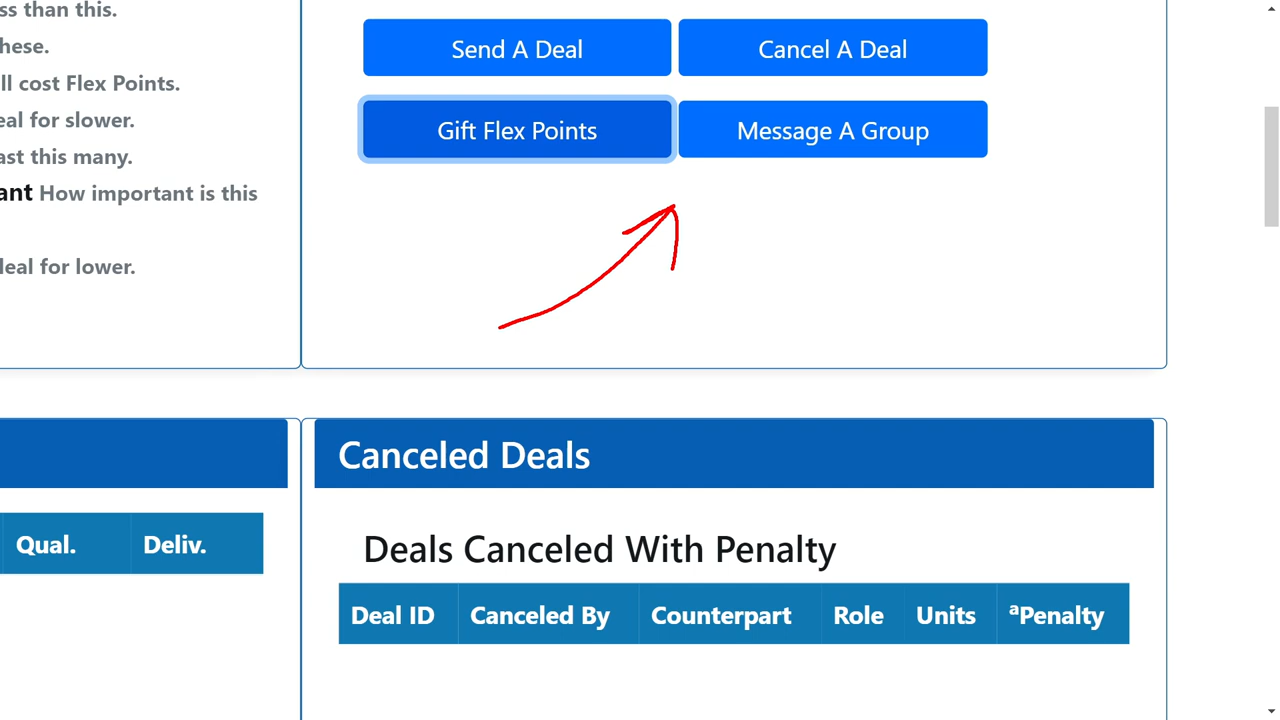 ss than this.
hese.
ll cost Flex Points.
eal for slower.
ast this many.
ant How important is this
leal for lower.
Send A Deal
Cancel A Deal
Gift Flex Points
Message A Group
Canceled Deals
Qual.
Deliv.
Deals Canceled With Penalty
Deal ID
Canceled By
Counterpart
Role
Units
ªPenalty